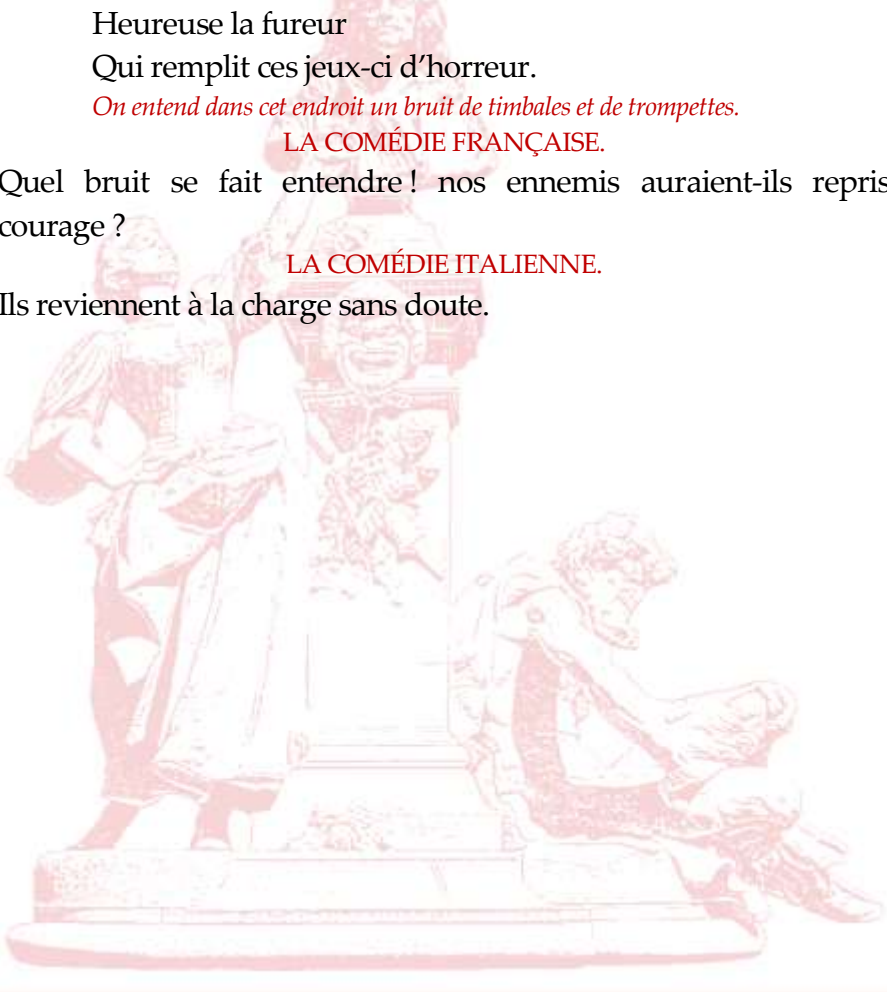 Heureuse la fureur
Qui remplit ces jeux-ci d’horreur.
On entend dans cet endroit un bruit de timbales et de trompettes.
LA COMÉDIE FRANÇAISE.
Quel bruit se fait entendre ! nos ennemis auraient-ils repris
courage ?
LA COMÉDIE ITALIENNE.
Ils reviennent à la charge sans doute.